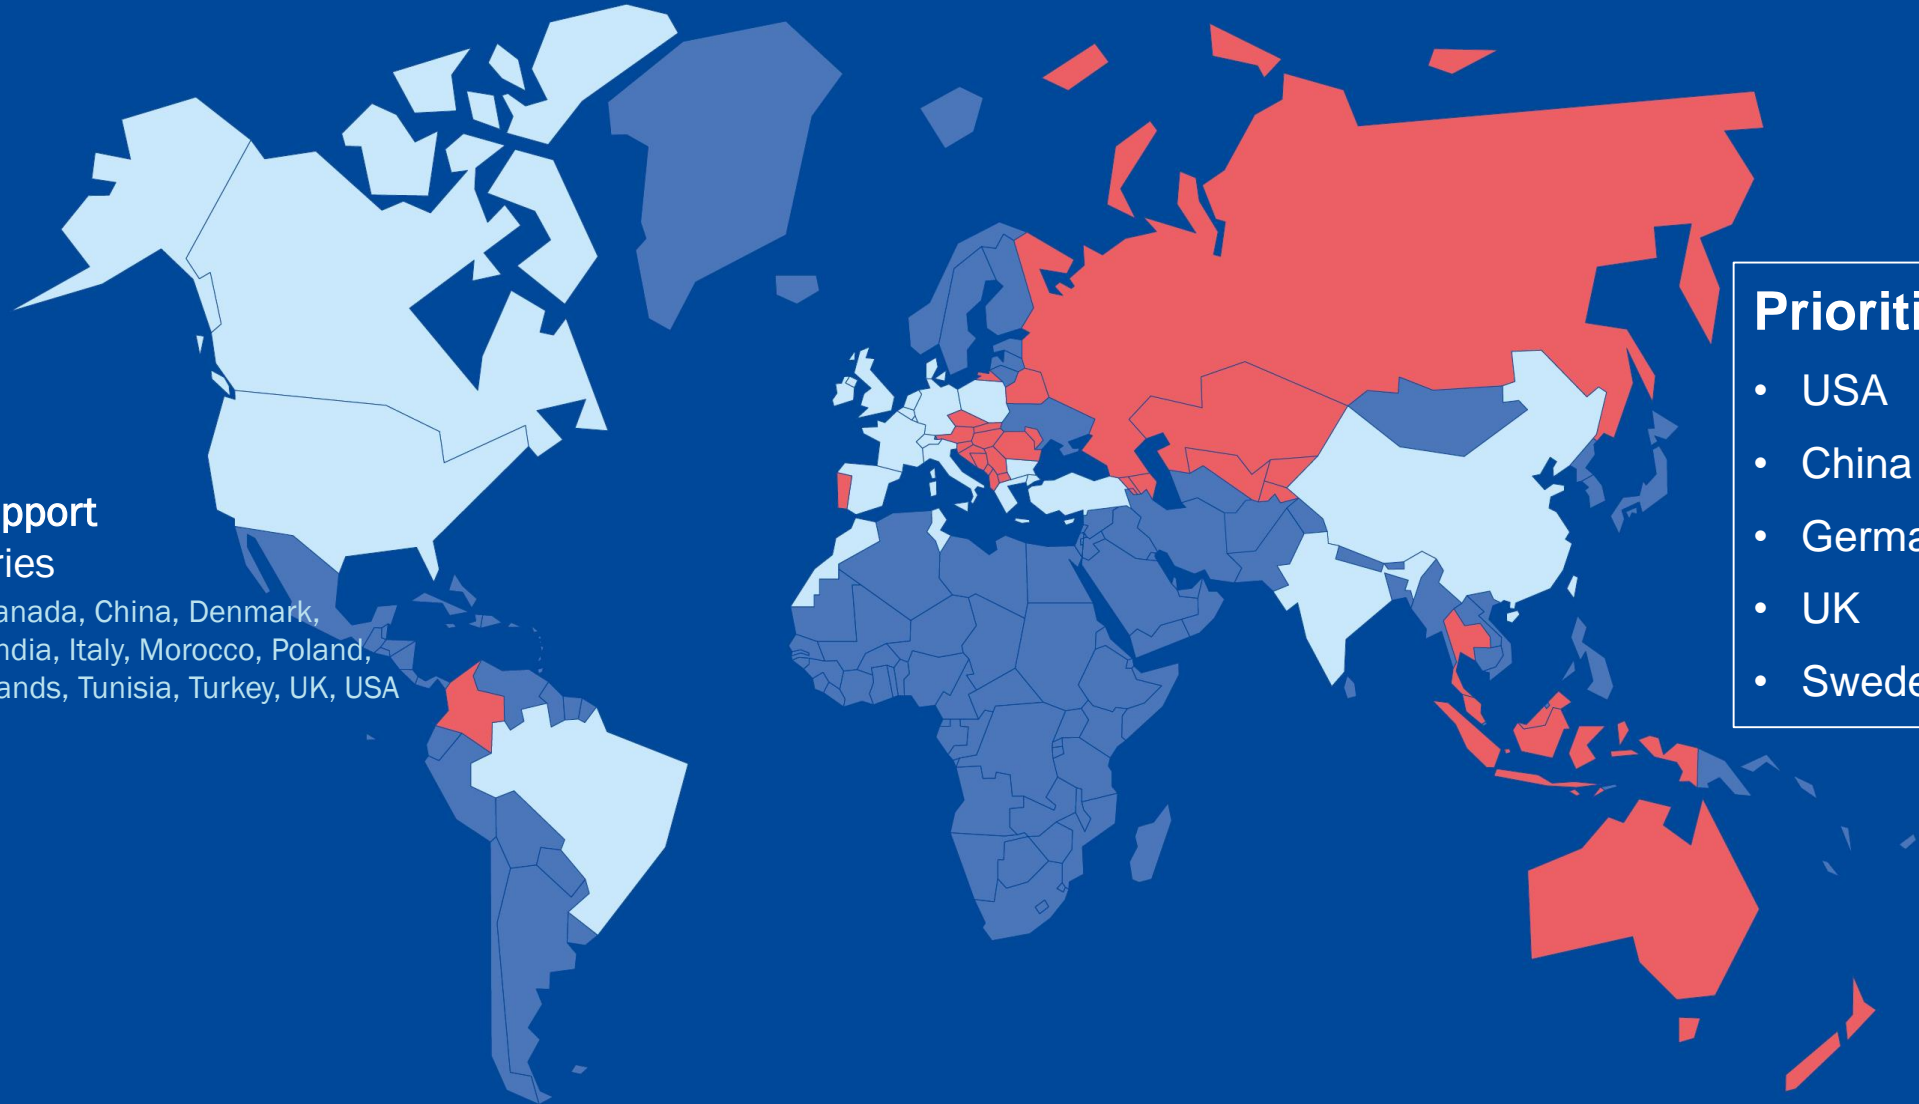 pport
ries
anada, China, Denmark,
ndia, Italy, Morocco, Poland,
ands, Tunisia, Turkey, UK, USA
Prioriti
• USA
• China
• Germa
• UK
• Swede